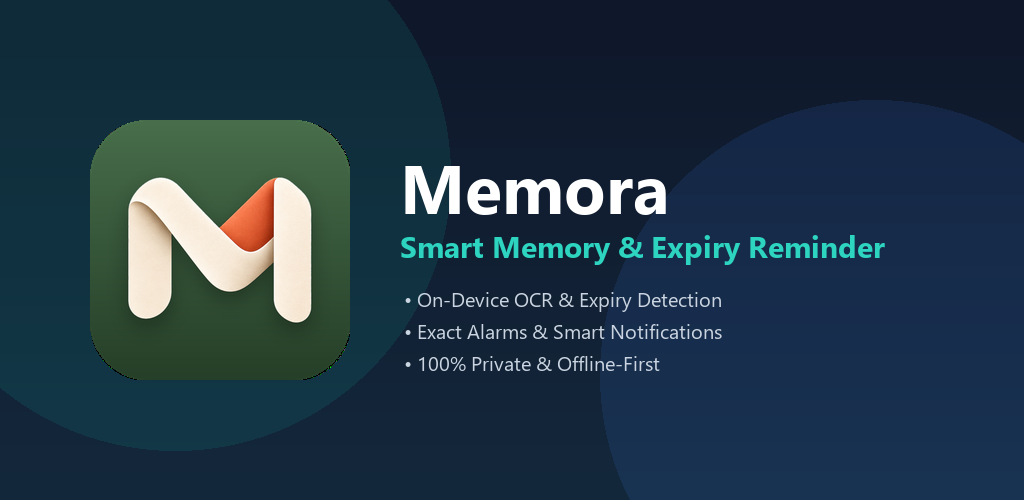 Memora
Smart Memory & Expiry Reminder
• On-Device OCR & Expiry Detection
• Exact Alarms & Smart Notifications
• 100% Private & Offline-First